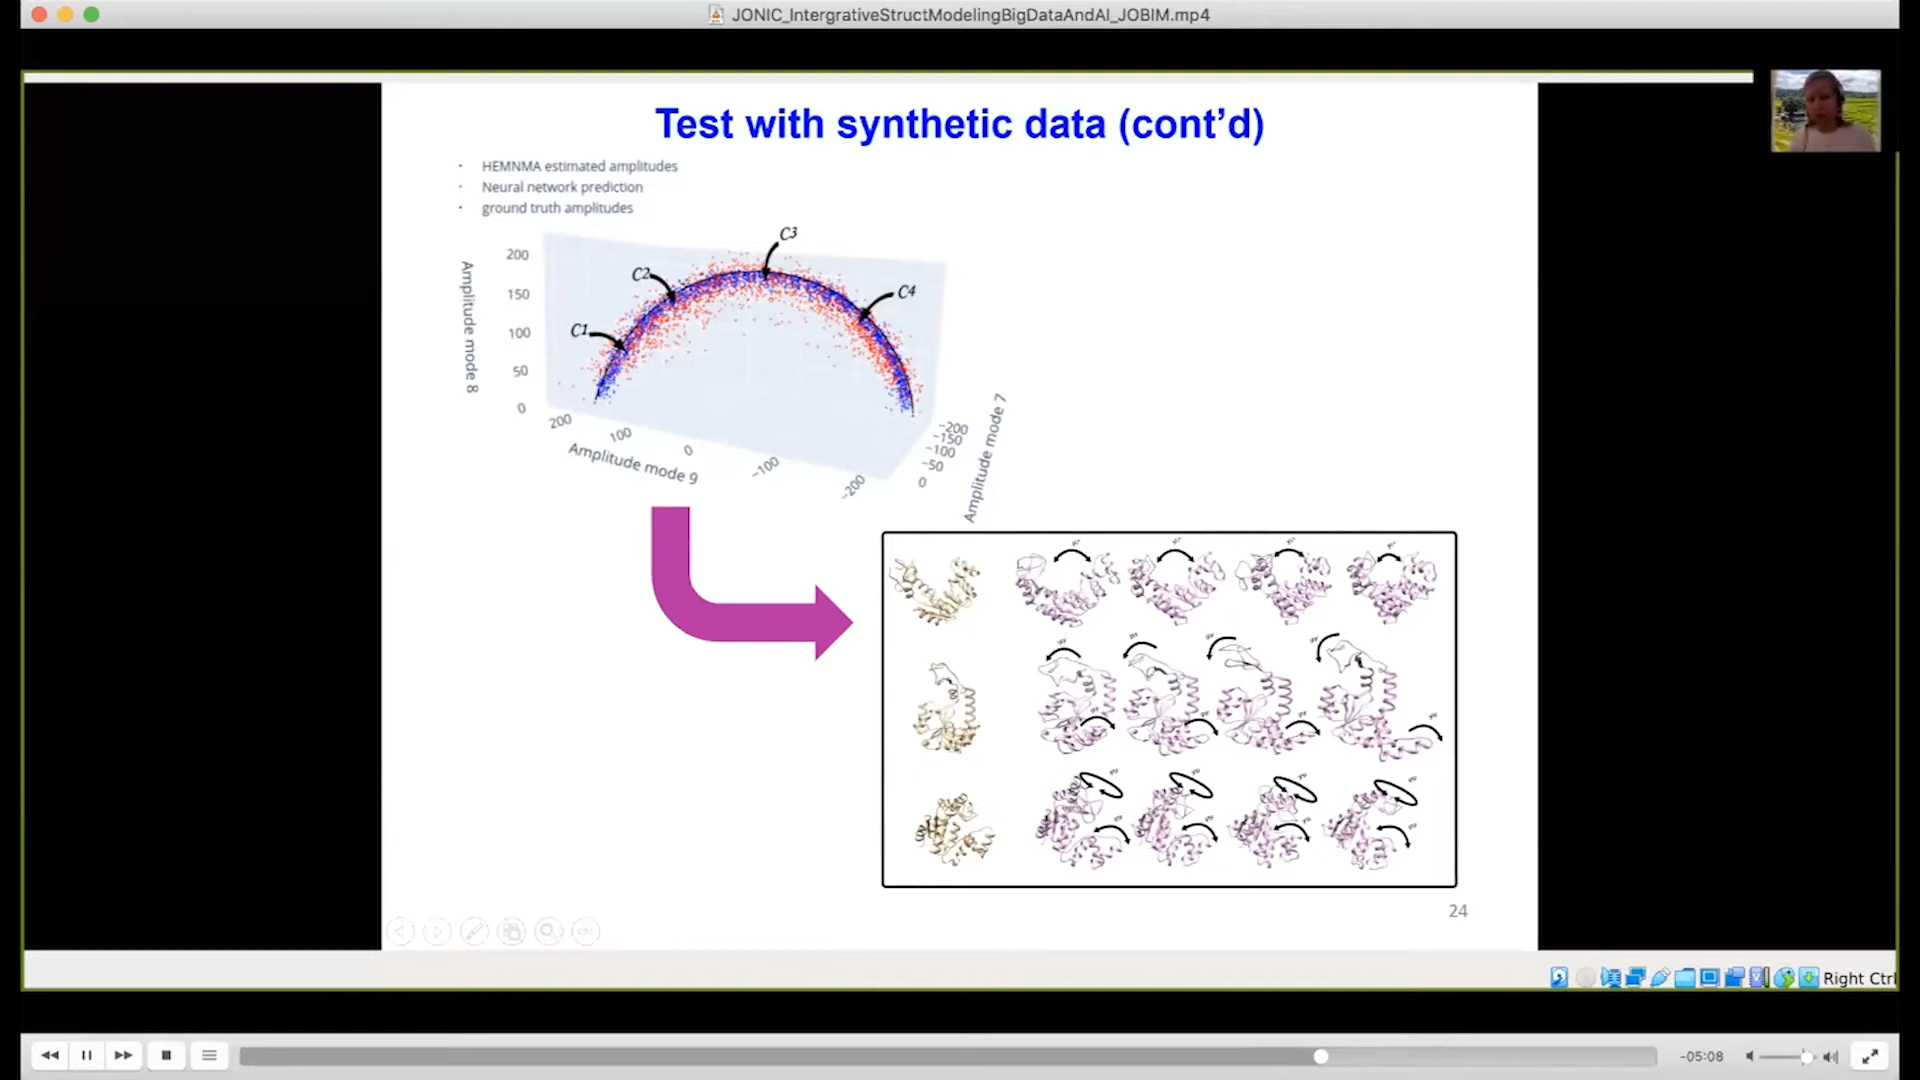 JONIC_IntergrativeStructModelingBigDataAndAI_JOBIM.mp4
Test with synthetic data (cont'd)
HEMNMA estimated amplitudes
Neural network prediction
ground truth amplitudes
C3
C2
C4
C1
Amplitude mode 8
200
150
100
50
0
200
100
0
-100
-200
Amplitude mode 9
-200
-150
-100
-50
0
Amplitude mode 7
24
Right Ctrl
-05:08